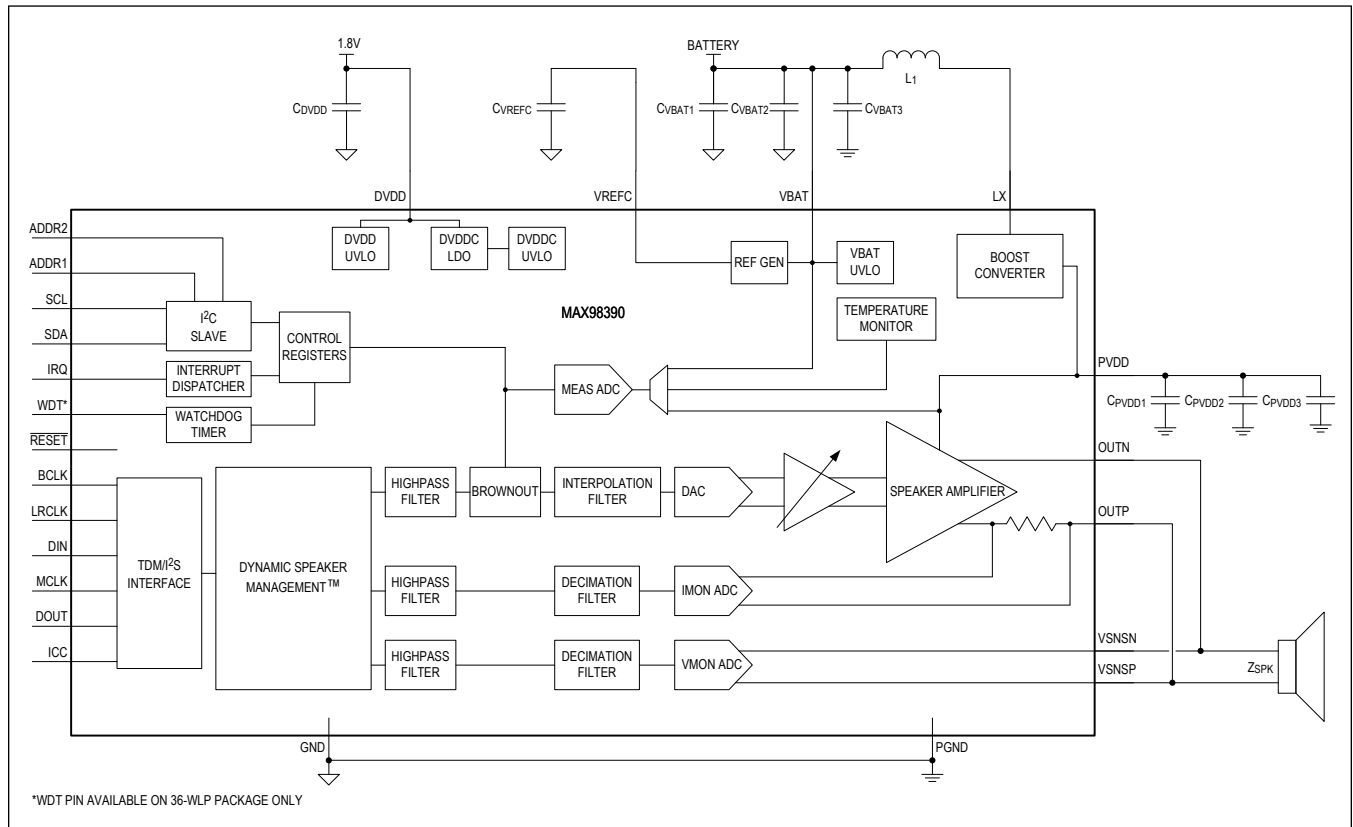 1.8V
BATTERY
L1
CDVDD
CVREFC
CVBAT1
CVBAT2
CVBAT3
DVDD
VREFC
VBAT
LX
ADDR2
ADDR1
SCL
SDA
IRQ
WDT*
RESET
BCLK
LRCLK
DIN
MCLK
DOUT
ICC
DVDD
UVLO
DVDDC
LDO
DVDDC
UVLO
REF GEN
VBAT
UVLO
BOOST
CONVERTER
MAX98390
TEMPERATURE
MONITOR
I2C
SLAVE
CONTROL
REGISTERS
INTERRUPT
DISPATCHER
WATCHDOG
TIMER
MEAS ADC
PVDD
CPVDD1
CPVDD2
CPVDD3
TDM/I2S
INTERFACE
DYNAMIC SPEAKER
MANAGEMENT™
HIGHPASS
FILTER
BROWNOUT
INTERPOLATION
FILTER
DAC
SPEAKER AMPLIFIER
OUTN
OUTP
HIGHPASS
FILTER
DECIMATION
FILTER
IMON ADC
HIGHPASS
FILTER
DECIMATION
FILTER
VMON ADC
VSNSN
VSNSP
ZSPK
GND
PGND
*WDT PIN AVAILABLE ON 36-WLP PACKAGE ONLY